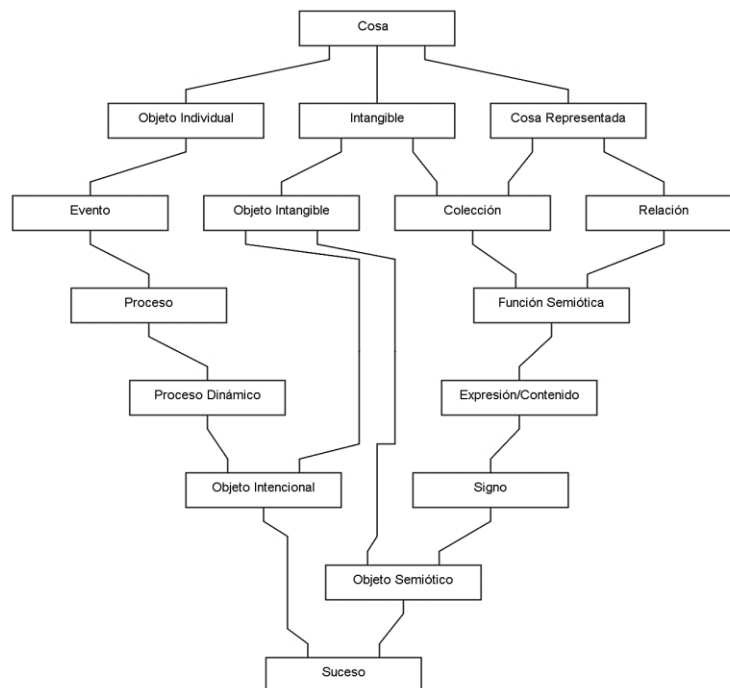 Cosa
Objeto Individual
Intangible
Cosa Representada
Evento
Objeto Intangible
Colección
Relación
Proceso
Función Semiótica
Proceso Dinámico
Expresión/Contenido
Objeto Intencional
Signo
Objeto Semiótico
Suceso